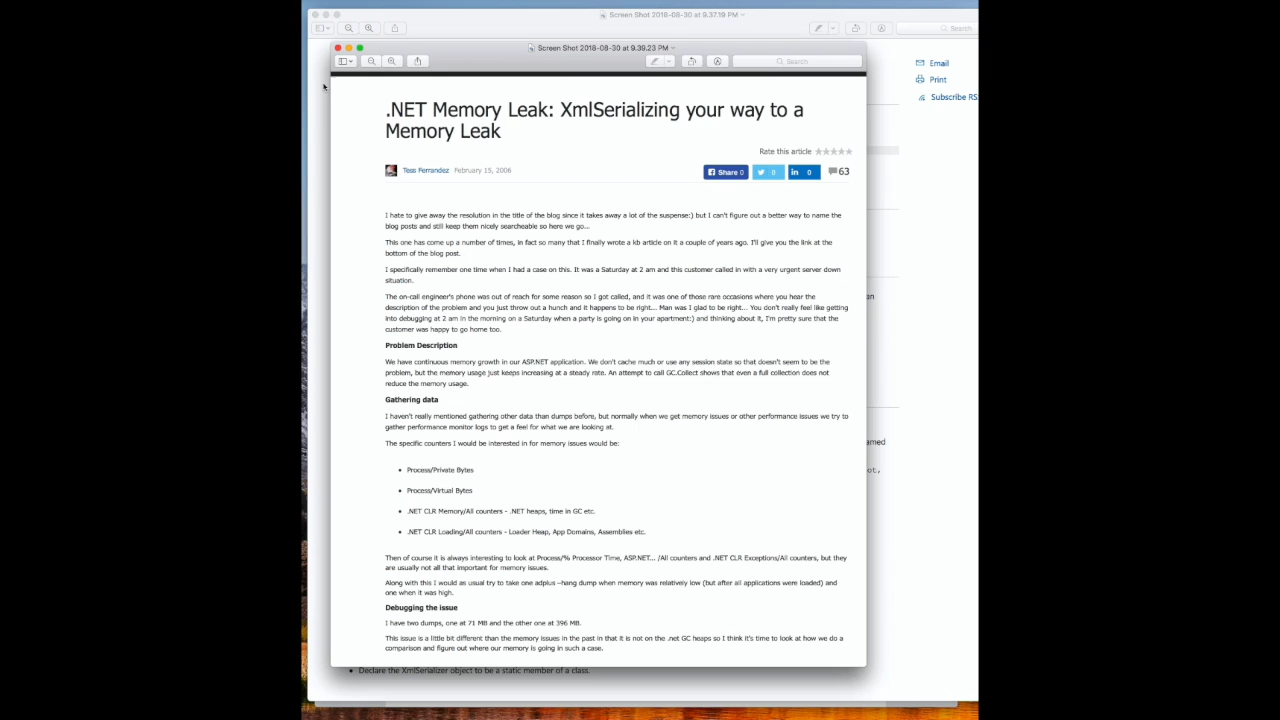 Screen Shot 2018-08-30 at 9.37.19 PM
Search
Screen Shot 2018-08-30 at 9.39.23 PM
Search
Email
Print
Subscribe RS
.NET Memory Leak: XmlSerializing your way to a
Memory Leak
Rate this article
Tess Ferrandez February 15, 2006
Share 0
0
in 0
63
I hate to give away the resolution in the title of the blog since it takes away a lot of the suspense:) but I can't figure out a better way to name the
blog posts and still keep them nicely searcheable so here we go...
This one has come up a number of times, in fact so many that I finally wrote a kb article on it a couple of years ago. I'll give you the link at the
bottom of the blog post.
I specifically remember one time when I had a case on this. It was a Saturday at 2 am and this customer called in with a very urgent server down
situation.
The on-call engineer's phone was out of reach for some reason so I got called, and it was one of those rare occasions where you hear the
description of the problem and you just throw out a hunch and it happens to be right... Man was I glad to be right... You don't really feel like getting
into debugging at 2 am in the morning on a Saturday when a party is going on in your apartment:) and thinking about it, I'm pretty sure that the
customer was happy to go home too.
Problem Description
We have continuous memory growth in our ASP.NET application. We don't cache much or use any session state so that doesn't seem to be the
problem, but the memory usage just keeps increasing at a steady rate. An attempt to call GC.Collect shows that even a full collection does not
reduce the memory usage.
Gathering data
I haven't really mentioned gathering other data than dumps before, but normally when we get memory issues or other performance issues we try to
gather performance monitor logs to get a feel for what we are looking at.
The specific counters I would be interested in for memory issues would be:
• Process/Private Bytes
• Process/Virtual Bytes
• .NET CLR Memory/All counters - .NET heaps, time in GC etc.
• .NET CLR Loading/All counters - Loader Heap, App Domains, Assemblies etc.
Then of course it is always interesting to look at Process/% Processor Time, ASP.NET... /All counters and .NET CLR Exceptions/All counters, but they
are usually not all that important for memory issues.
Along with this I would as usual try to take one adplus –hang dump when memory was relatively low (but after all applications were loaded) and
one when it was high.
Debugging the issue
I have two dumps, one at 71 MB and the other one at 396 MB.
This issue is a little bit different than the memory issues in the past in that it is not on the .net GC heaps so I think it's time to look at how we do a
comparison and figure out where our memory is going in such a case.
an
amed
ot,
• Declare the XmlSerializer object to be a static member of a class.